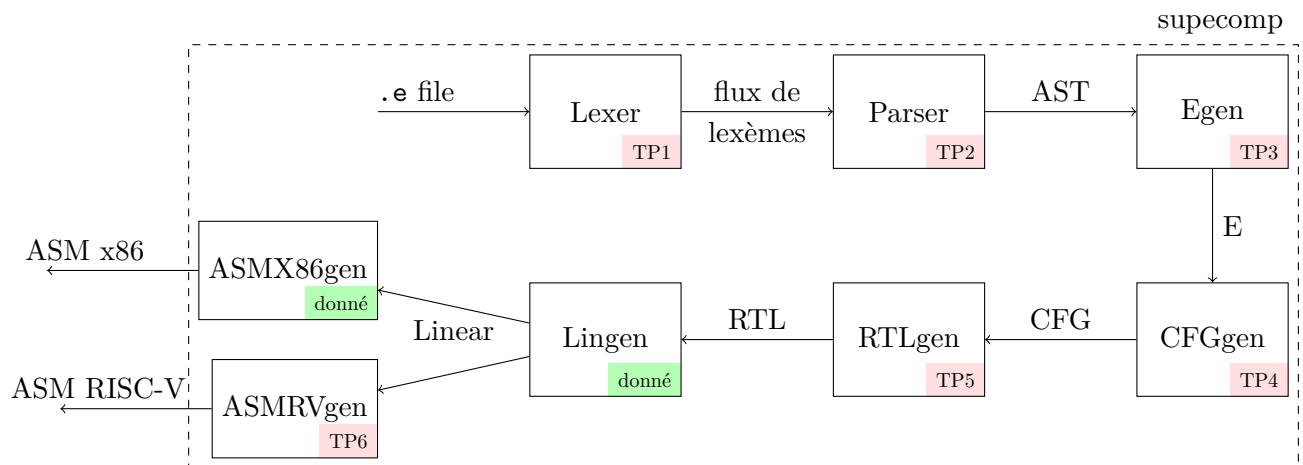 supecomp
.e file
Lexer
TP1
flux de
lexèmes
Parser
TP2
AST
Egen
TP3
E
ASM x86
ASMX86gen
donné
Linear
Lingen
donné
RTL
RTLgen
TP5
CFG
CFGgen
TP4
ASM RISC-V
ASMRVgen
TP6